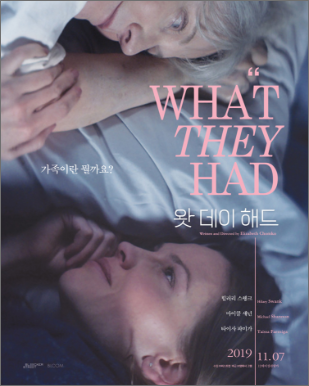 “
WHAT
THEY
HAD
가족이란 뭘까요?
왓 데이 해드
Written and Directed by Elizabeth Chomko
힐러리 스웽크
Hilary Swank
마이클 섀넌
Michael Shannon
타이사 파미가
Taissa Farmiga
2019
11.07